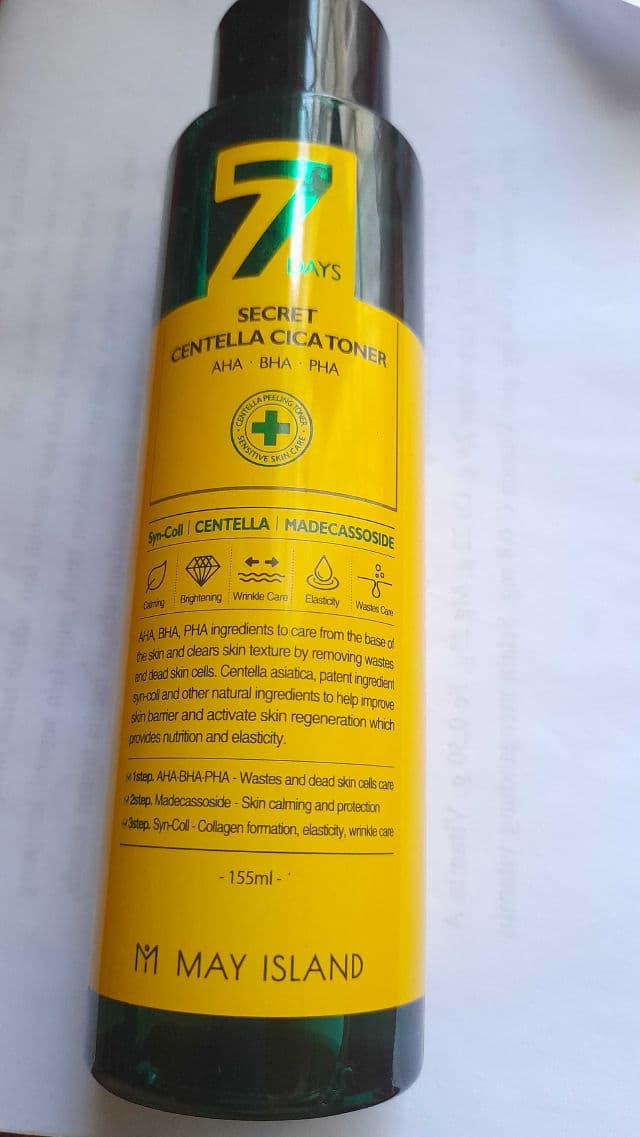 7
DAYS
SECRET
CENTELLA CICA TONER
AHA · BHA · PHA
CENTELLA PEELING TONER
SENSITIVE SKIN CARE
Syn-Coll | CENTELLA | MADECASSOSIDE
Calming Brightening Wrinkle Care Elasticity Wastes Care
AHA, BHA, PHA ingredients to care from the base of
the skin and clears skin texture by removing wastes
and dead skin cells. Centella asiatica, patent ingredient
syn-coll and other natural ingredients to help improve
skin barrier and activate skin regeneration which
provides nutrition and elasticity.
1step. AHA·BHA·PHA - Wastes and dead skin cells care
2step. Madecassoside - Skin calming and protection
3step. Syn-Coll - Collagen formation, elasticity, wrinkle care
- 155ml -
MAY ISLAND